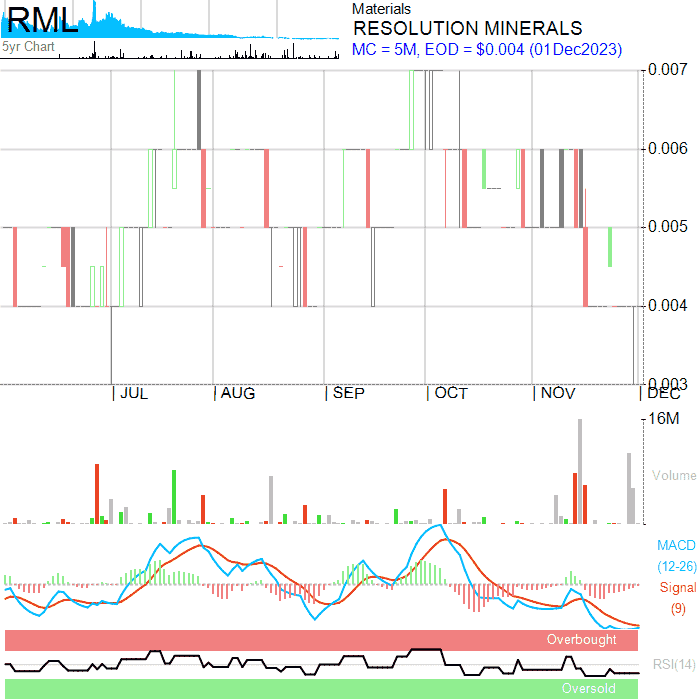 RML
5yr Chart
Materials
RESOLUTION MINERALS
MC = 5M, EOD = $0.004 (01Dec2023)
0.007
0.006
0.005
0.004
0.003
JUL AUG SEP OCT NOV DEC
16M
Volume
MACD
(12-26)
Signal
(9)
Overbought
RSI(14)
Oversold